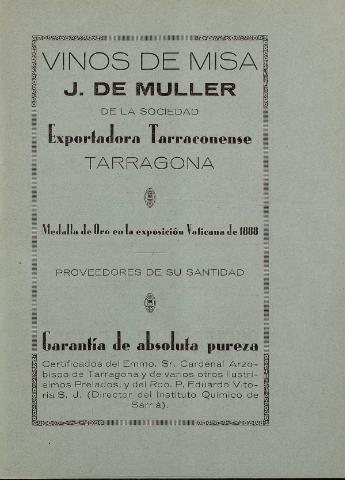 VINOS DE MISA
J. DE MULLER
DE LA SOCIEDAD
Exportadora Tarraconense
TARRAGONA
Medalla de Oro en la exposición Vaticana de 1888
PROVEEDORES DE SU SANTIDAD
Garantía de absoluta pureza
Certificados del Emmo. Sr. Cardenal Arzo-
bispo de Tarragona y de varios otros Ilustrí-
simos Prelados, y del Rdo. P. Eduardo Vito-
ria S. J. (Director del Instituto Químico de
Sarriá).